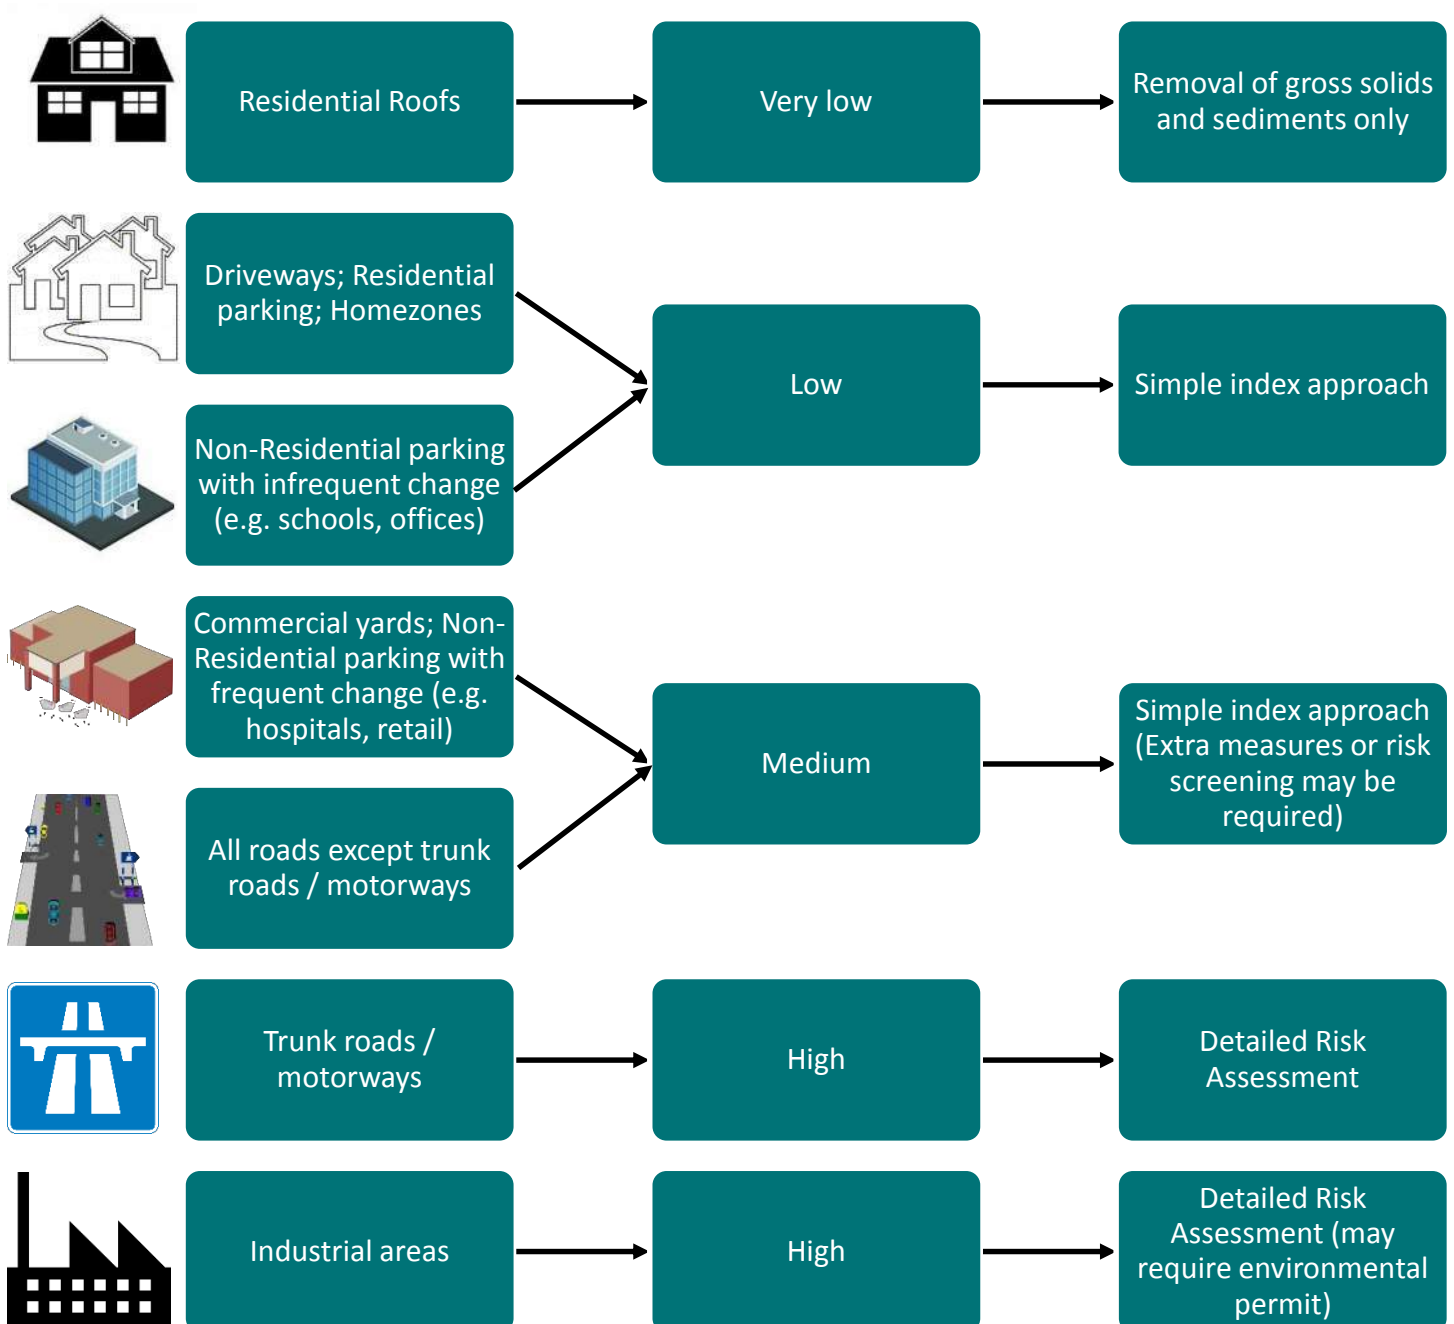 Residential Roofs
Very low
Removal of gross solids
and sediments only
Driveways; Residential
parking; Homezones
Low
Simple index approach
Non-Residential parking
with infrequent change
(e.g. schools, offices)
Commercial yards; Non-
Residential parking with
frequent change (e.g.
hospitals, retail)
Medium
Simple index approach
(Extra measures or risk
screening may be
required)
All roads except trunk
roads / motorways
Trunk roads /
motorways
High
Detailed Risk
Assessment
Industrial areas
High
Detailed Risk
Assessment (may
require environmental
permit)